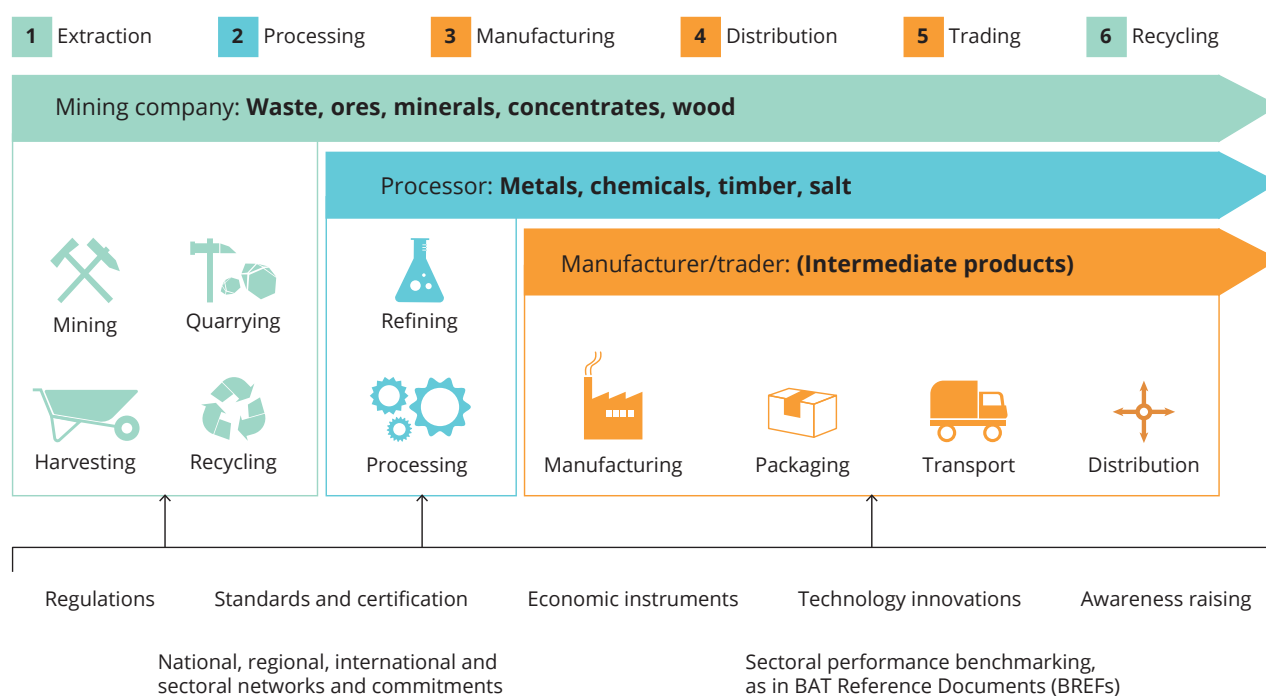 1 Extraction 2 Processing 3 Manufacturing 4 Distribution 5 Trading 6 Recycling
Mining company: Waste, ores, minerals, concentrates, wood
Processor: Metals, chemicals, timber, salt
Manufacturer/trader: (Intermediate products)
Mining Quarrying Refining
Harvesting Recycling Processing Manufacturing Packaging Transport Distribution
Regulations Standards and certification Economic instruments Technology innovations Awareness raising
National, regional, international and
sectoral networks and commitments
Sectoral performance benchmarking,
as in BAT Reference Documents (BREFs)